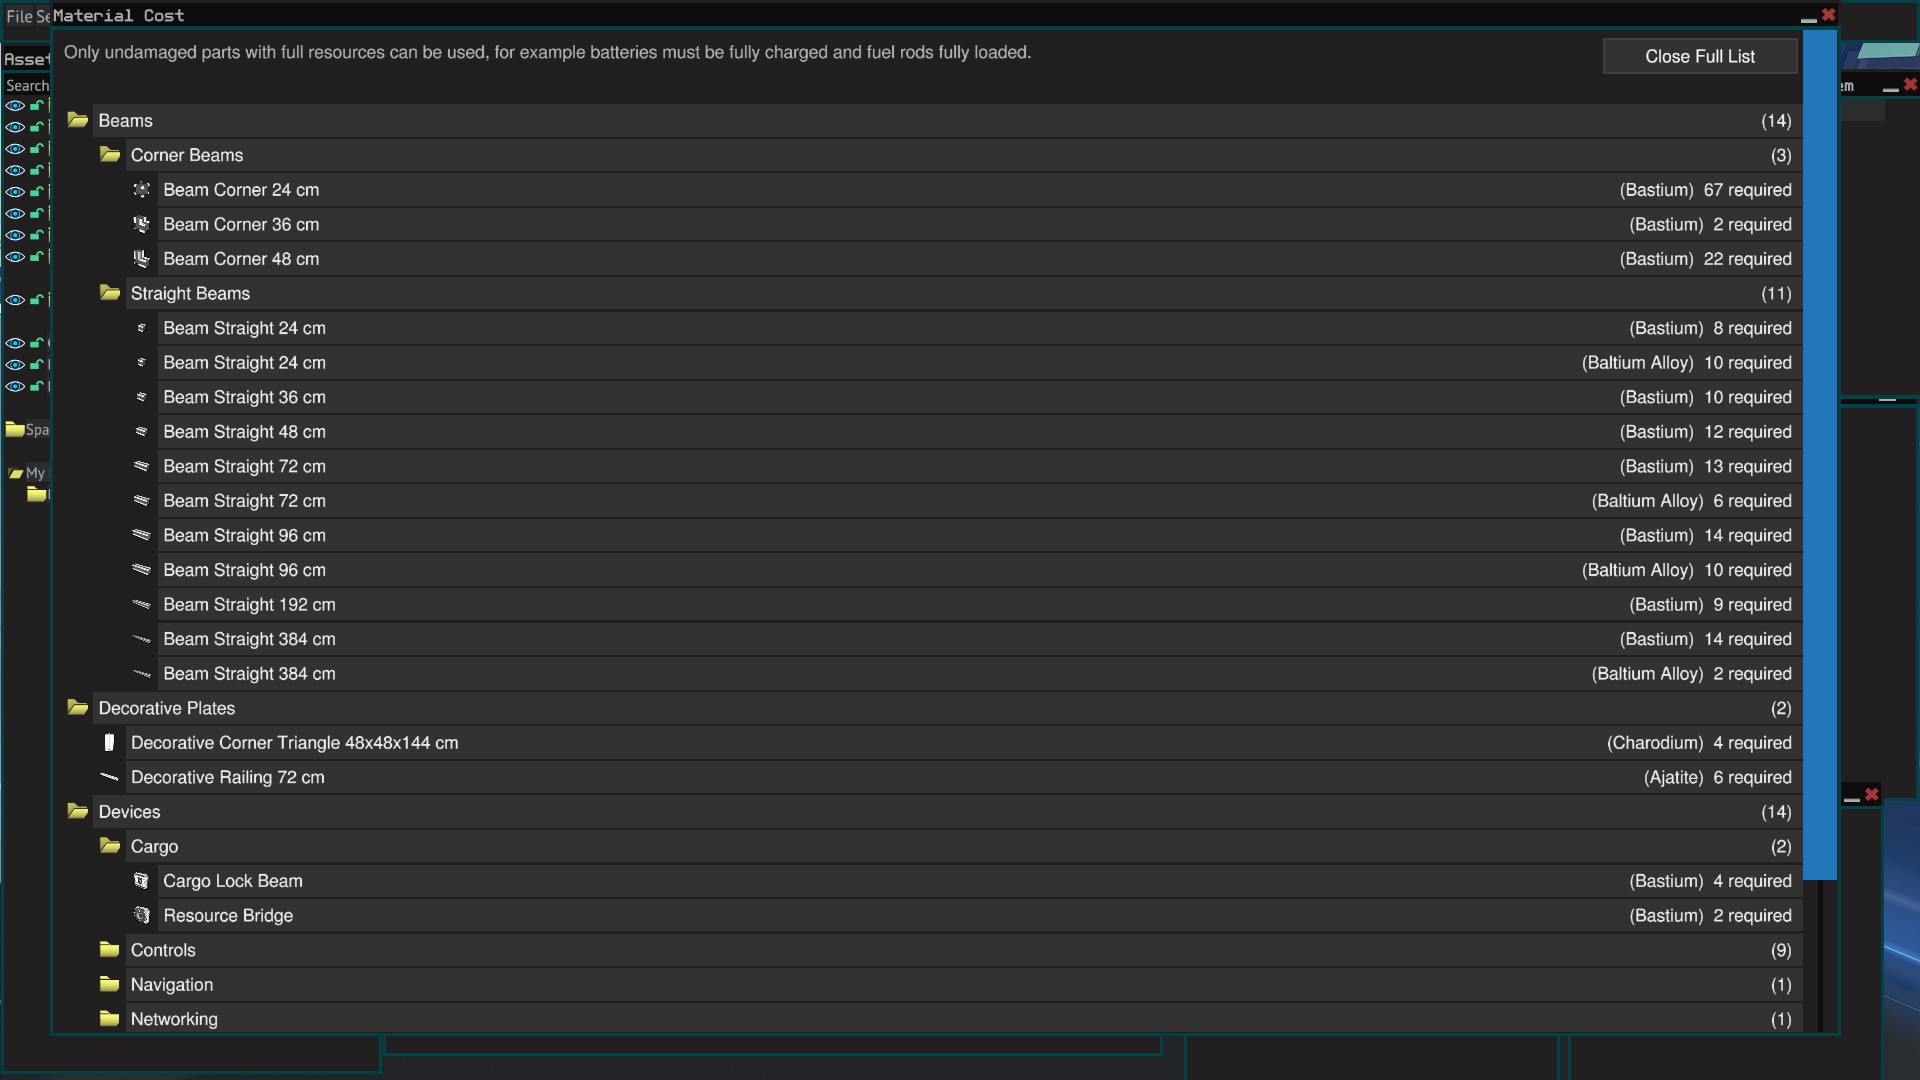 File Se
Material Cost
Only undamaged parts with full resources can be used, for example batteries must be fully charged and fuel rods fully loaded.
Close Full List
Asset
Search
em
Beams (14)
Corner Beams (3)
Beam Corner 24 cm (Bastium) 67 required
Beam Corner 36 cm (Bastium) 2 required
Beam Corner 48 cm (Bastium) 22 required
Straight Beams (11)
Beam Straight 24 cm (Bastium) 8 required
Beam Straight 24 cm (Baltium Alloy) 10 required
Beam Straight 36 cm (Bastium) 10 required
Beam Straight 48 cm (Bastium) 12 required
Spa
Beam Straight 72 cm (Bastium) 13 required
My
Beam Straight 72 cm (Baltium Alloy) 6 required
Beam Straight 96 cm (Bastium) 14 required
Beam Straight 96 cm (Baltium Alloy) 10 required
Beam Straight 192 cm (Bastium) 9 required
Beam Straight 384 cm (Bastium) 14 required
Beam Straight 384 cm (Baltium Alloy) 2 required
Decorative Plates (2)
Decorative Corner Triangle 48x48x144 cm (Charodium) 4 required
Decorative Railing 72 cm (Ajatite) 6 required
Devices (14)
Cargo (2)
Cargo Lock Beam (Bastium) 4 required
Resource Bridge (Bastium) 2 required
Controls (9)
Navigation (1)
Networking (1)